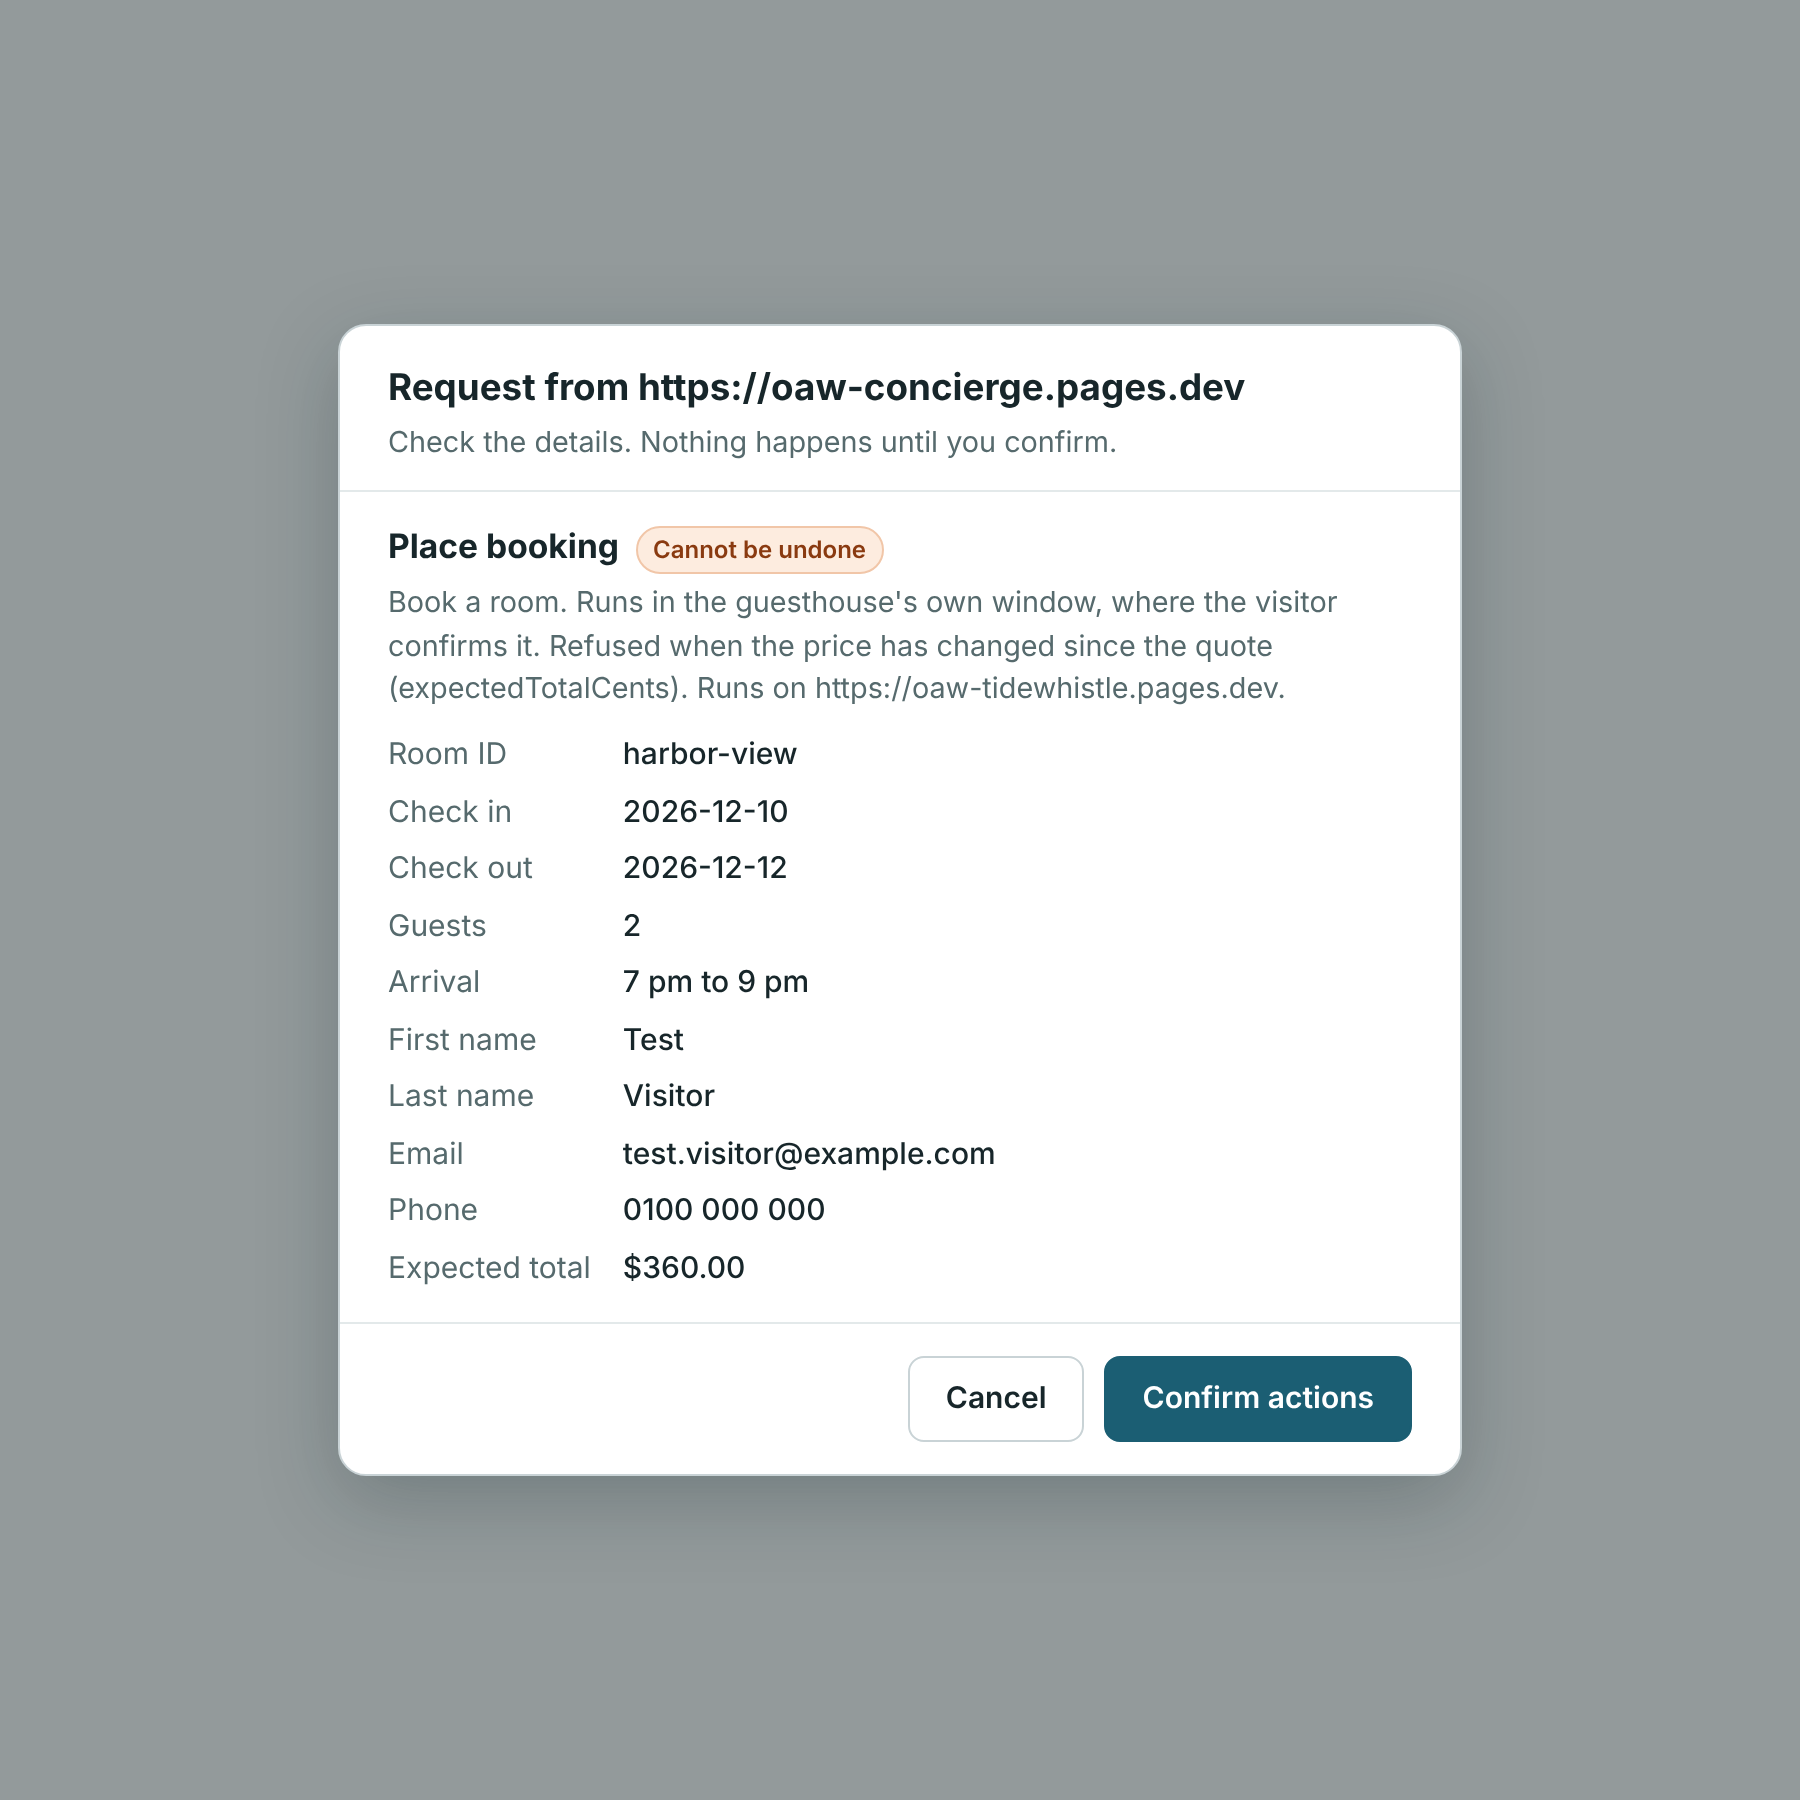 Request from https://oaw-concierge.pages.dev
Check the details. Nothing happens until you confirm.
Place booking Cannot be undone
Book a room. Runs in the guesthouse's own window, where the visitor
confirms it. Refused when the price has changed since the quote
(expectedTotalCents). Runs on https://oaw-tidewhistle.pages.dev.
Room ID harbor-view
Check in 2026-12-10
Check out 2026-12-12
Guests 2
Arrival 7 pm to 9 pm
First name Test
Last name Visitor
Email test.visitor@example.com
Phone 0100 000 000
Expected total $360.00
Cancel Confirm actions